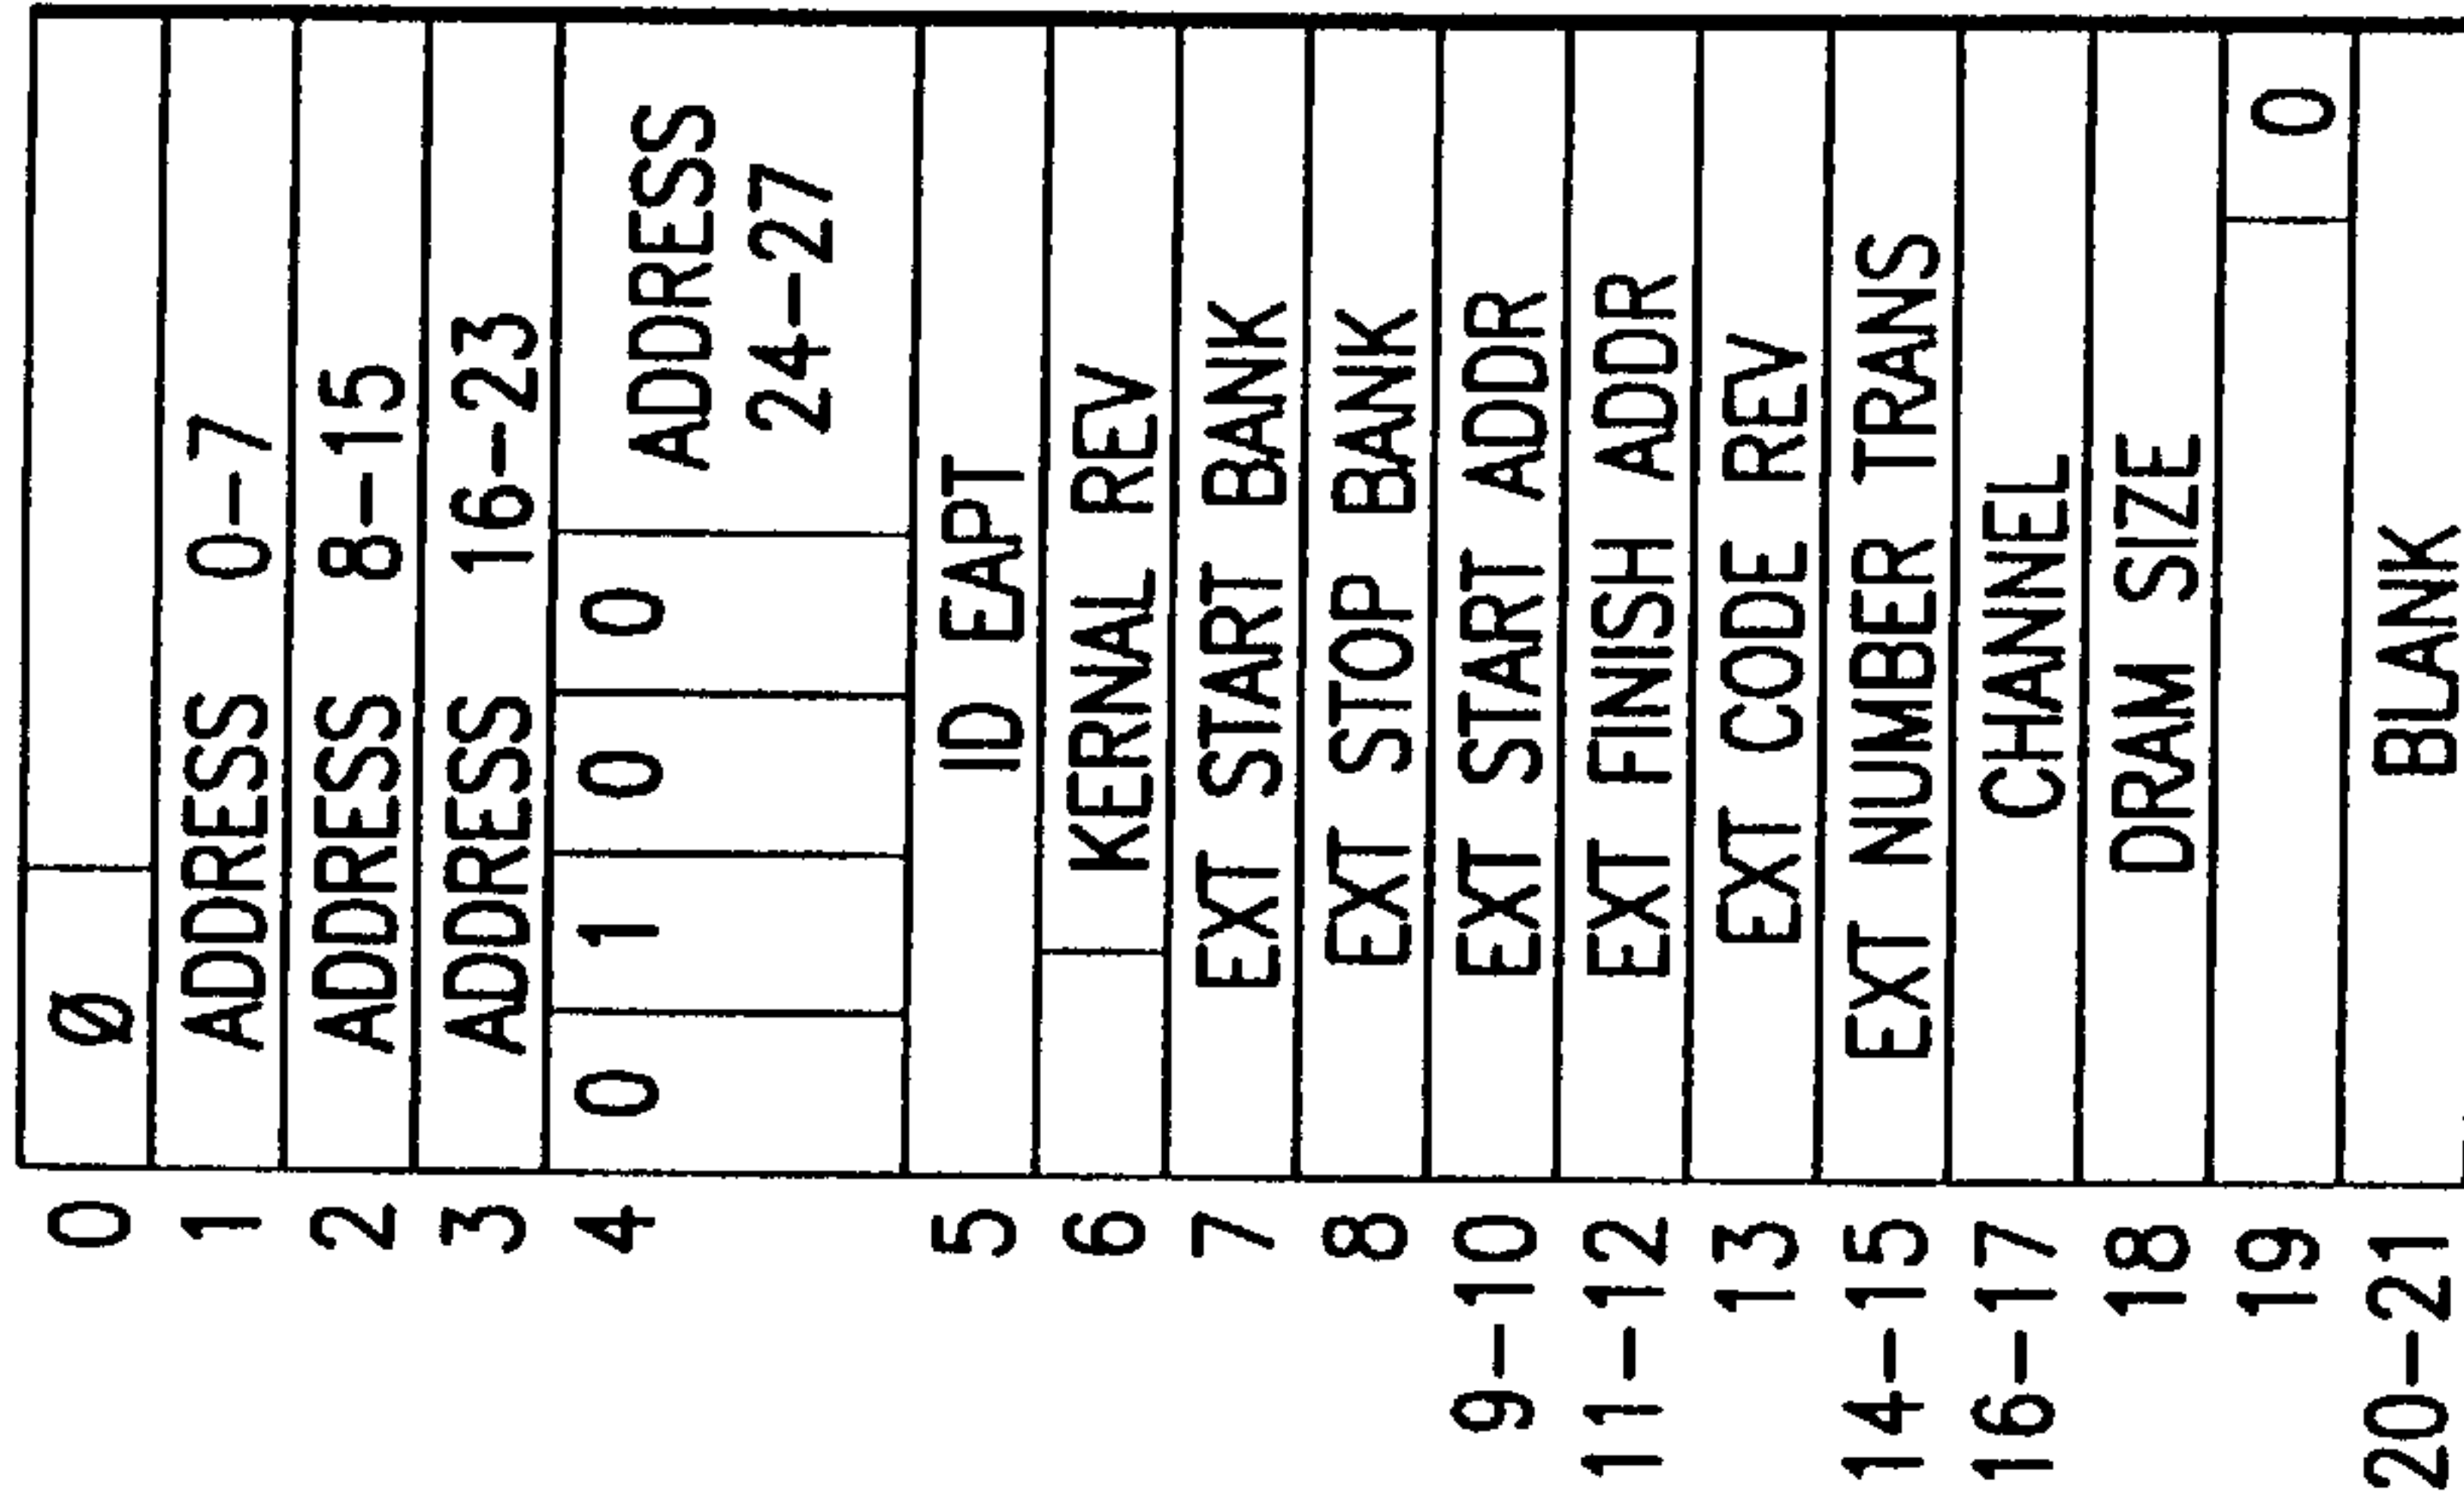 0 Ø
1 ADDRESS 0-7
2 ADDRESS 8-15
3 ADDRESS 16-23
4 0 1 0 0 ADDRESS
24-27
5 ID EAPT
6 KERNAL REV
7 EXT START BANK
8 EXT STOP BANK
9-10 EXT START ADDR
11-12 EXT FINISH ADDR
13 EXT CODE REV
14-15 EXT NUMBER TRANS
16-17 CHANNEL
18 DRAM SIZE
19 0
20-21 BLANK